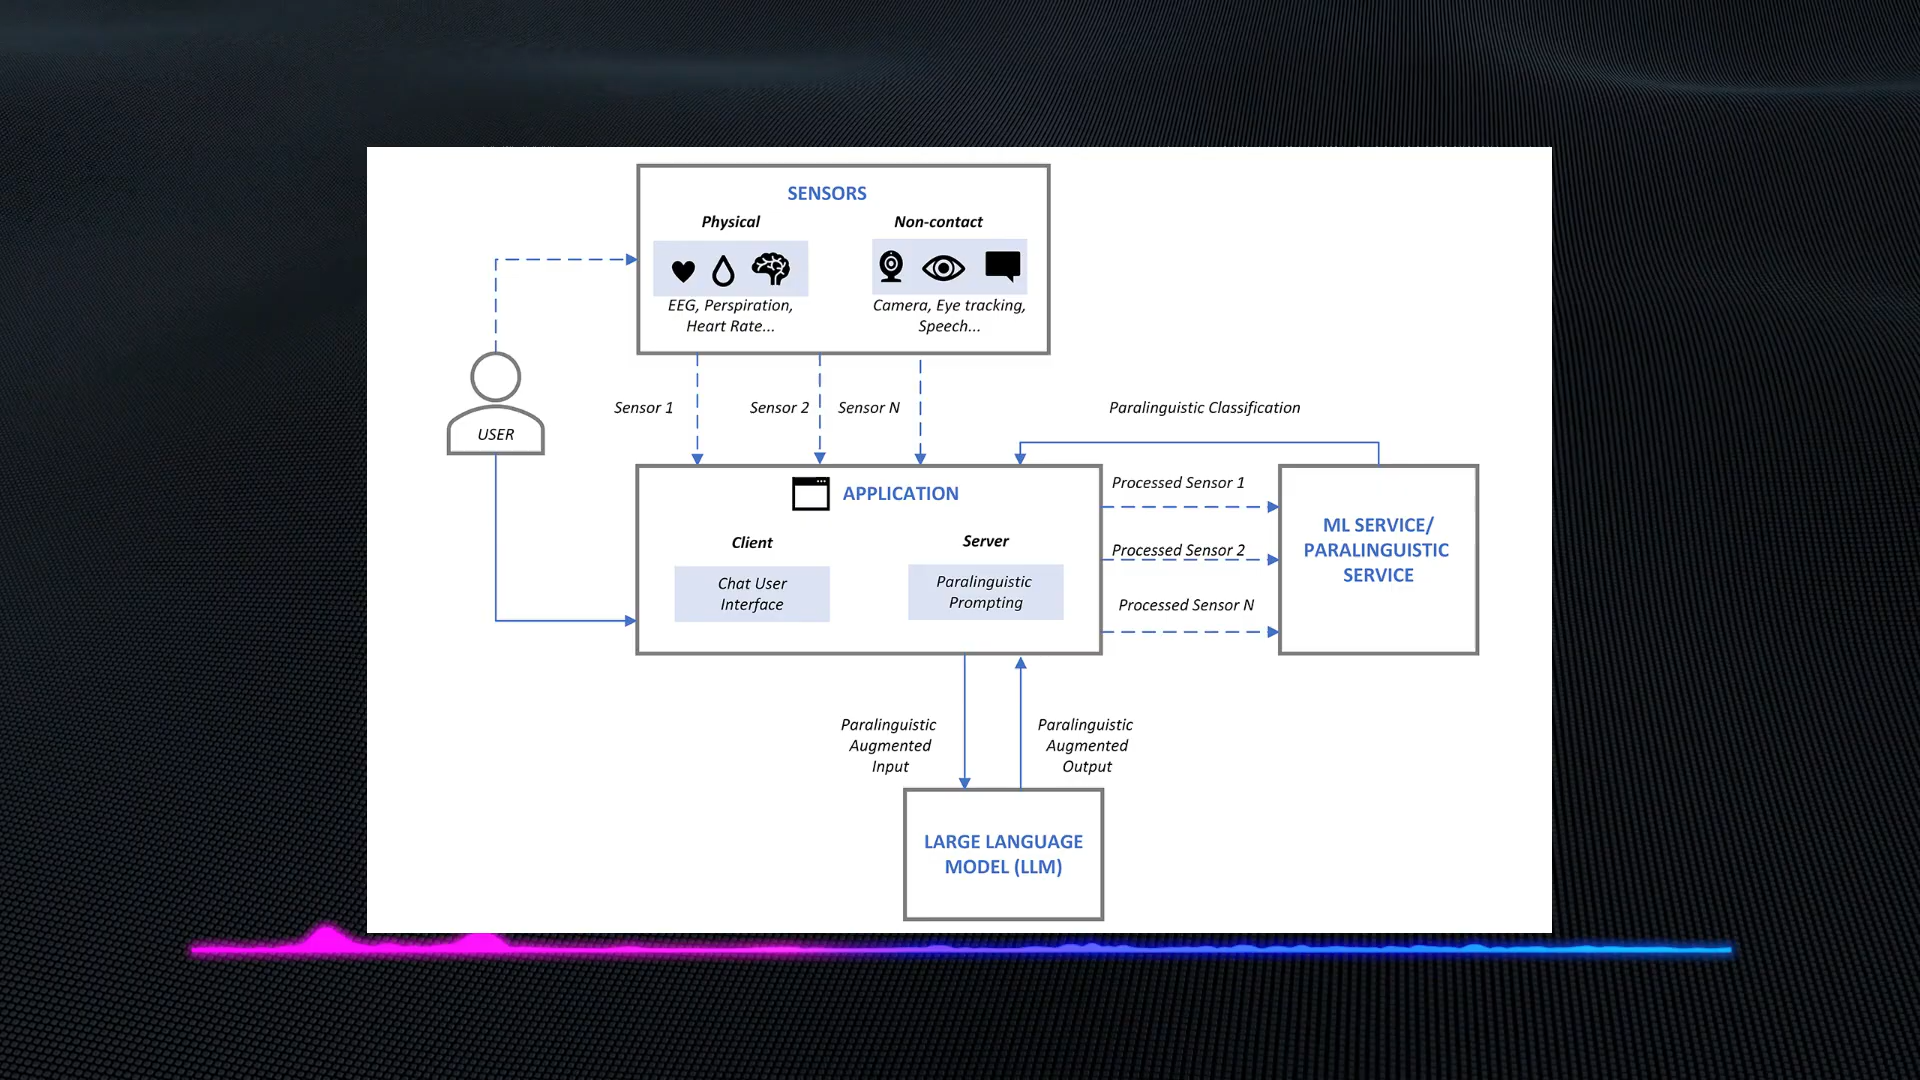 SENSORS
Physical
Non-contact
EEG, Perspiration,
Heart Rate...
Camera, Eye tracking,
Speech...
USER
Sensor 1
Sensor 2
Sensor N
Paralinguistic Classification
APPLICATION
Client
Server
Chat User
Interface
Paralinguistic
Prompting
Processed Sensor 1
Processed Sensor 2
Processed Sensor N
ML SERVICE/
PARALINGUISTIC
SERVICE
Paralinguistic
Augmented
Input
Paralinguistic
Augmented
Output
LARGE LANGUAGE
MODEL (LLM)